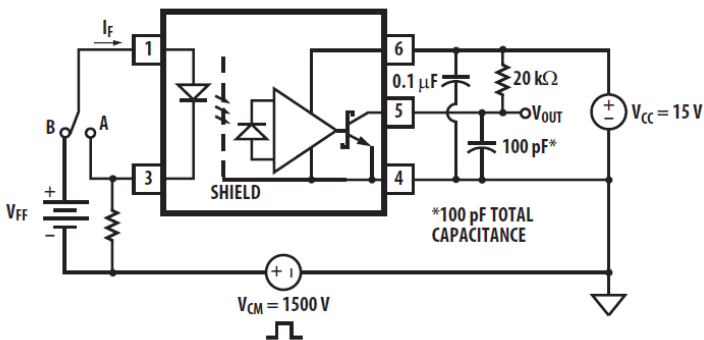 IF
1
6
0.1 μF
20 kΩ
B
A
5
VOUT
VCC = 15 V
100 pF*
3
SHIELD
4
+
VFF
−
*100 pF TOTAL
CAPACITANCE
+
−
+ −
VCM = 1500 V